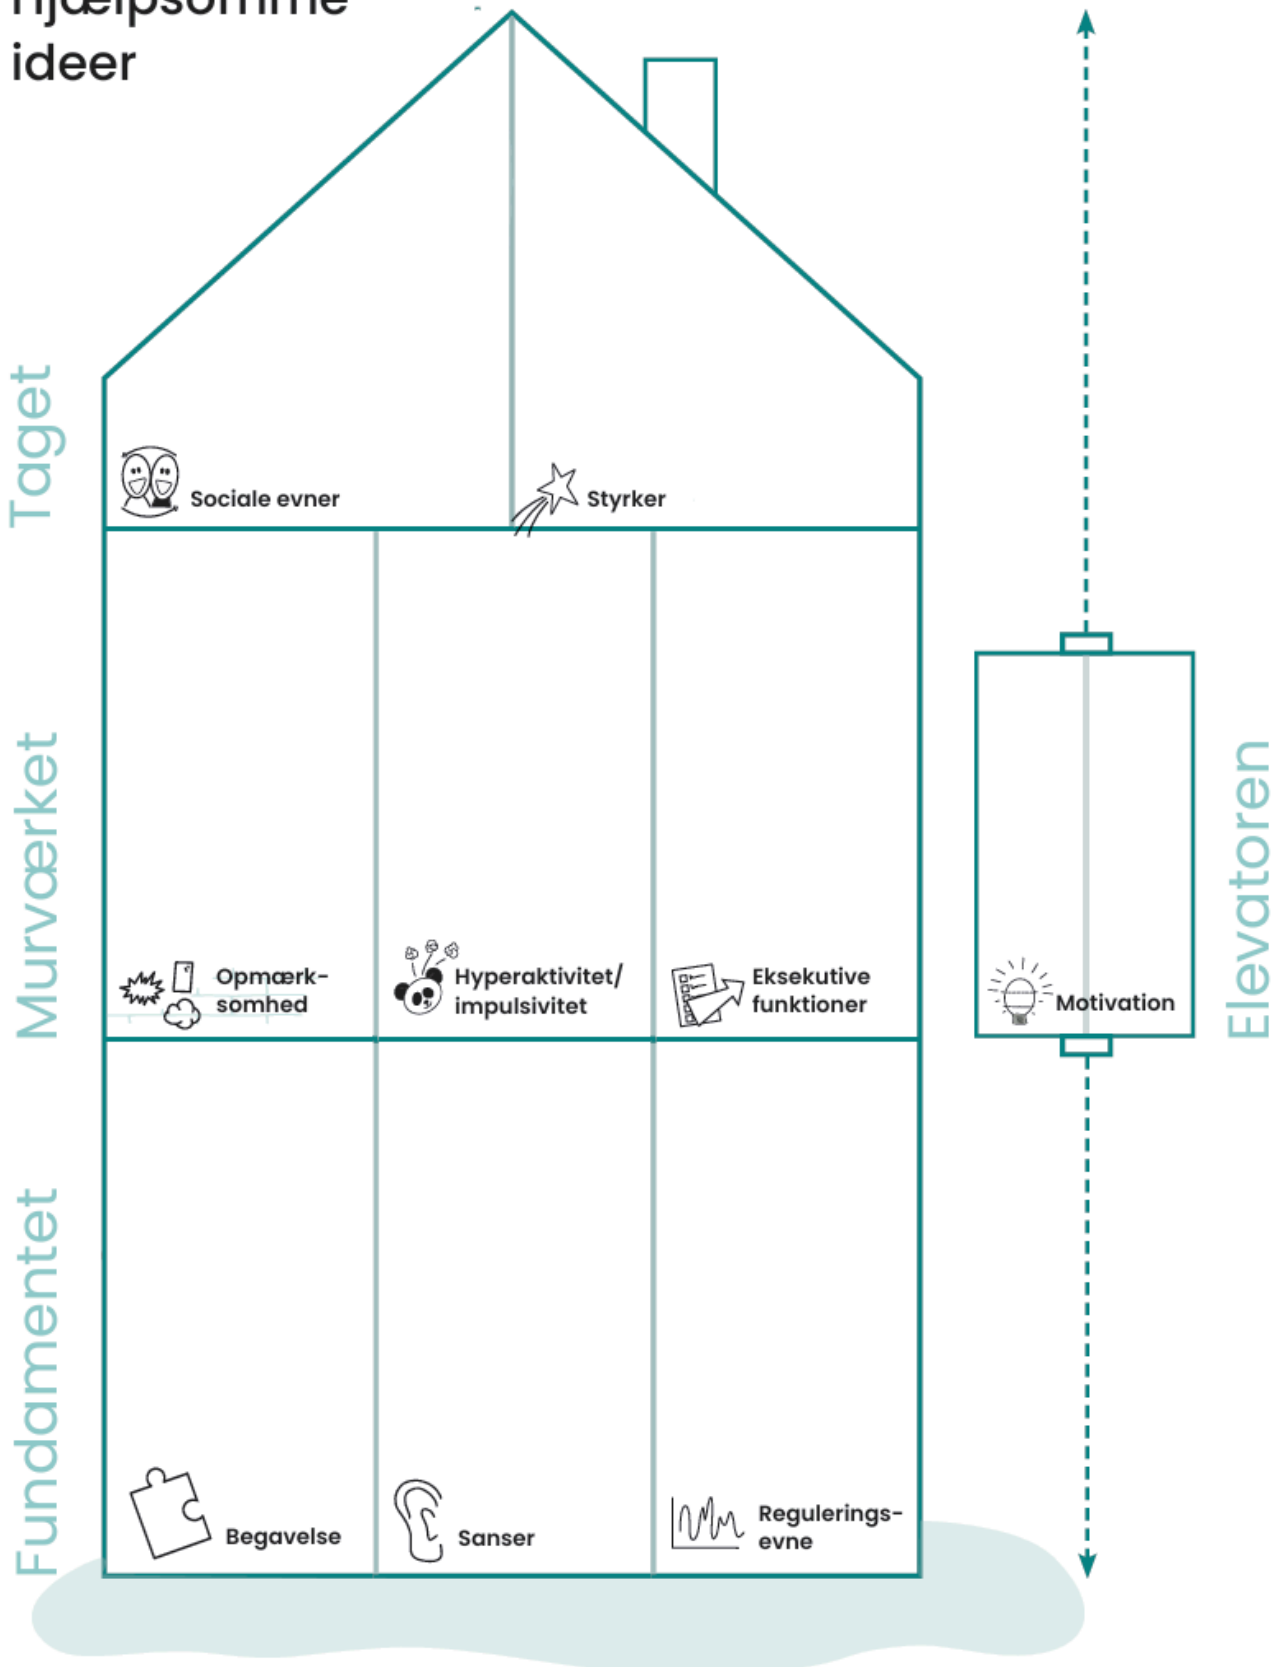 Hjælpsomme
ideer
Taget
Sociale evner
Styrker
Murværket
Opmærk-
somhed
Hyperaktivitet/
impulsivitet
Eksekutive
funktioner
Motivation
Elevatoren
Fundamentet
Begavelse
Sanser
Regulerings-
evne